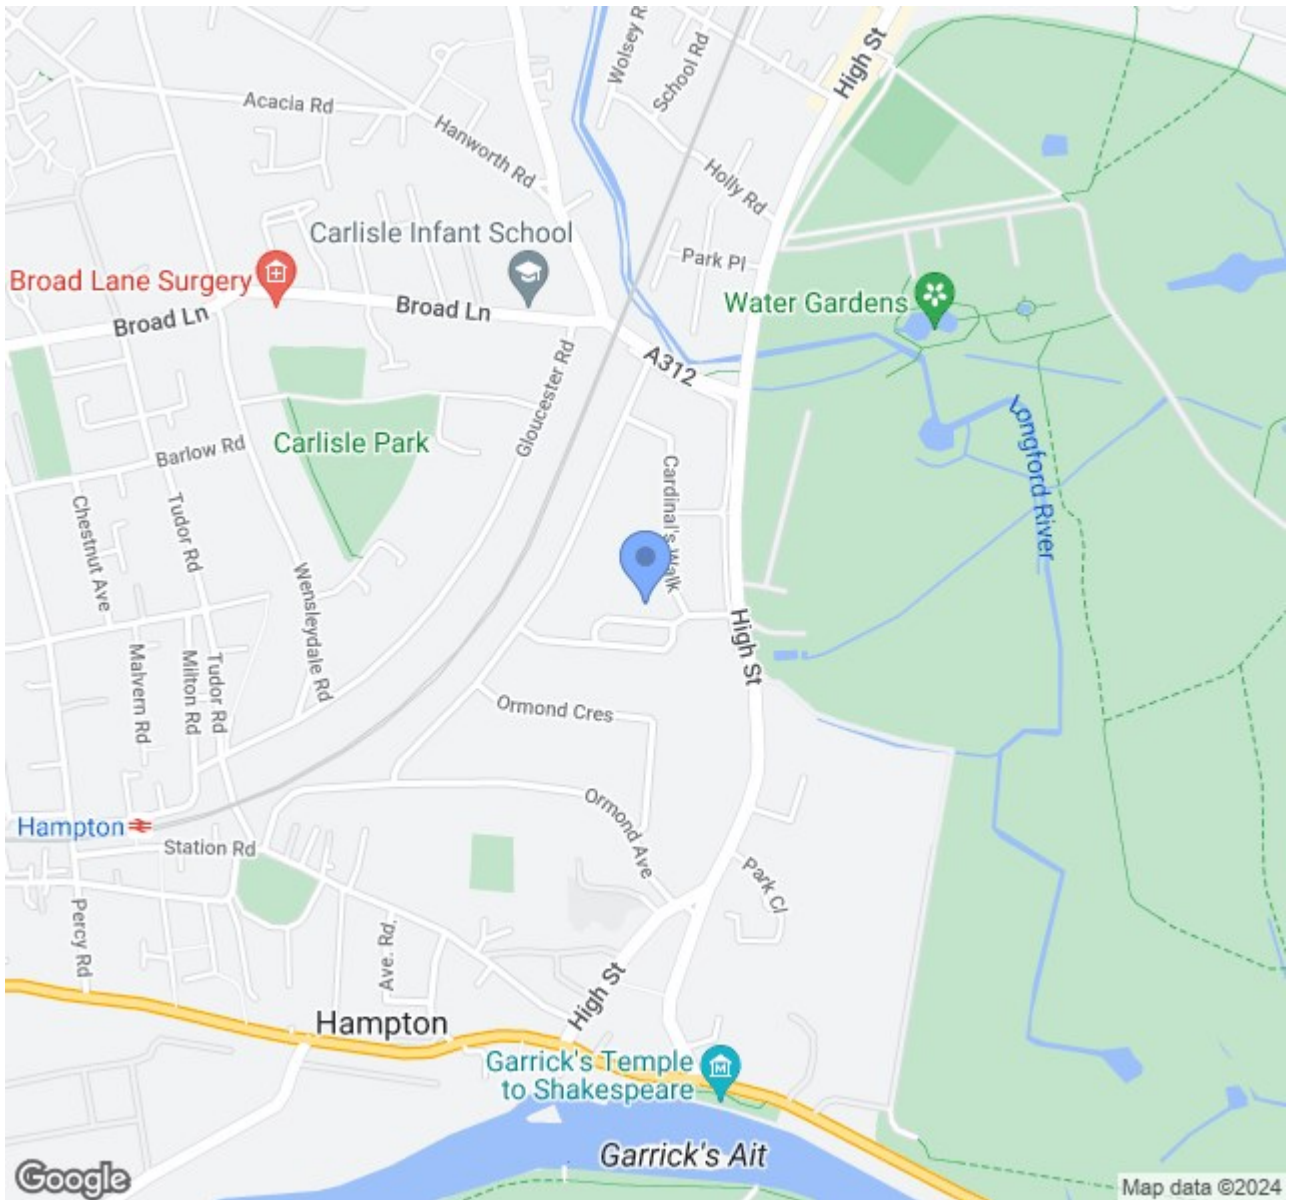 Wolsey R
School Rd
High St
Acacia Rd
Hanworth Rd
Holly Rd
Carlisle Infant School
Park Pl
Broad Lane Surgery
Broad Ln
Broad Ln
Water Gardens
A312
Gloucester Rd
Longford River
Carlisle Park
Barlow Rd
Cardinal's Walk
Chestnut Ave
Tudor Rd
Wensleydale Rd
High St
Malvern Rd
Milton Rd
Tudor Rd
Ormond Cres
Hampton
Ormond Ave
Station Rd
Park Cl
Percy Rd
Ave. Rd.
High St
Hampton
Garrick's Temple
to Shakespeare
Garrick's Ait
Google
Map data ©2024